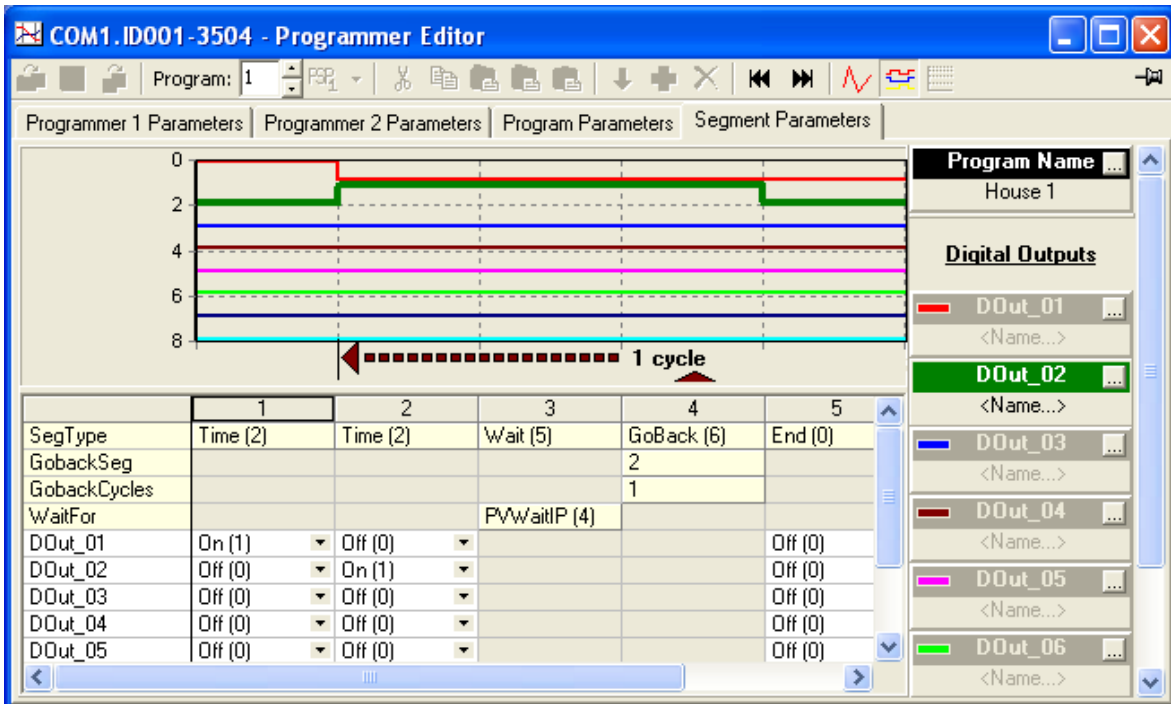 COM1.ID001-3504 - Programmer Editor
Program: 1
Programmer 1 Parameters Programmer 2 Parameters Program Parameters Segment Parameters
0
2
4
6
8
1 cycle
Program Name ...
House 1
Digital Outputs
DOut_01 ...
<Name...>
DOut_02 ...
<Name...>
DOut_03 ...
<Name...>
DOut_04 ...
<Name...>
DOut_05 ...
<Name...>
DOut_06 ...
<Name...>
1 2 3 4 5
SegType Time (2) Time (2) Wait (5) GoBack (6) End (0)
GobackSeg 2
GobackCycles 1
WaitFor PVWaitIP (4)
DOut_01 On (1) Off (0) Off (0)
DOut_02 Off (0) On (1) Off (0)
DOut_03 Off (0) Off (0) Off (0)
DOut_04 Off (0) Off (0) Off (0)
DOut_05 Off (0) Off (0) Off (0)